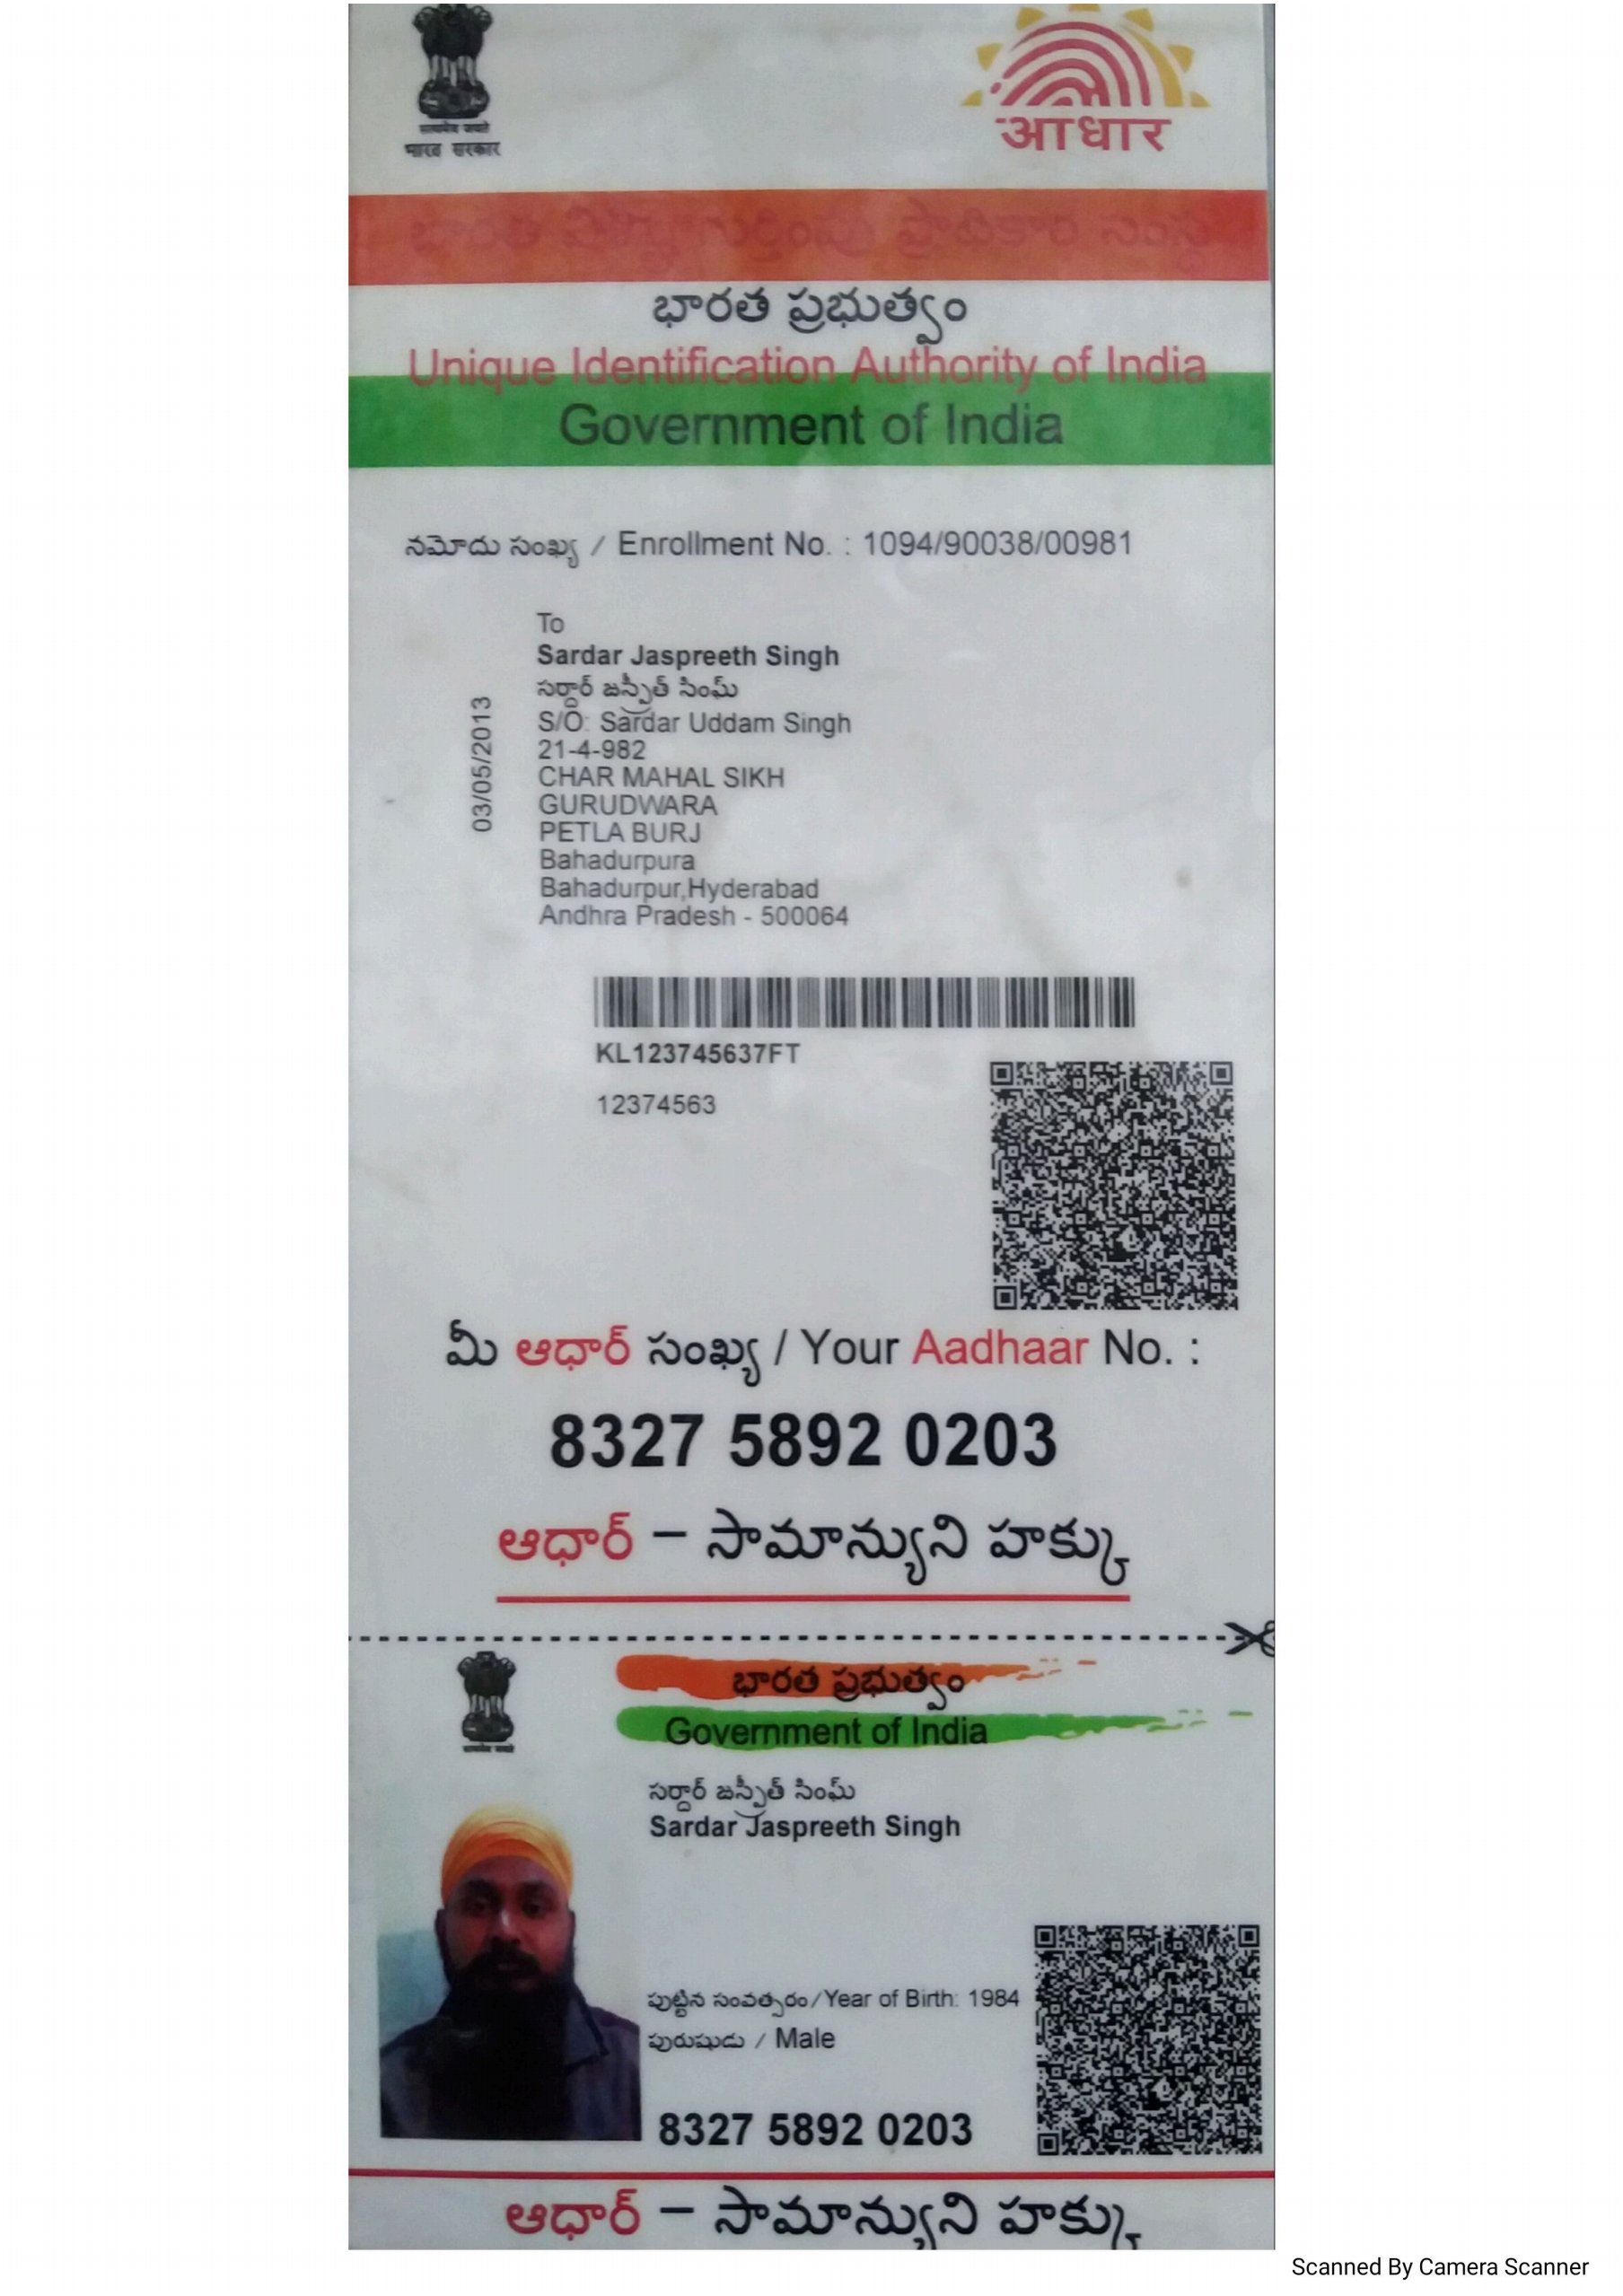 सत्यमेव जयते
भारत सरकार
आधार
భారత విశిష్ట గుర్తింపు ప్రాధికార సంస్థ
భారత ప్రభుత్వం
Unique Identification Authority of India
Government of India
నమోదు సంఖ్య / Enrollment No. : 1094/90038/00981
To
Sardar Jaspreeth Singh
సర్దార్ జస్ప్రీత్ సింఘ్
S/O: Sardar Uddam Singh
21-4-982
CHAR MAHAL SIKH
GURUDWARA
PETLA BURJ
Bahadurpura
Bahadurpur,Hyderabad
Andhra Pradesh - 500064
03/05/2013
KL123745637FT
12374563
మీ ఆధార్ సంఖ్య / Your Aadhaar No. :
8327 5892 0203
ఆధార్ – సామాన్యుని హక్కు
భారత ప్రభుత్వం
Government of India
సర్దార్ జస్ప్రీత్ సింఘ్
Sardar Jaspreeth Singh
పుట్టిన సంవత్సరం/Year of Birth: 1984
పురుషుడు / Male
8327 5892 0203
ఆధార్ – సామాన్యుని హక్కు
Scanned By Camera Scanner